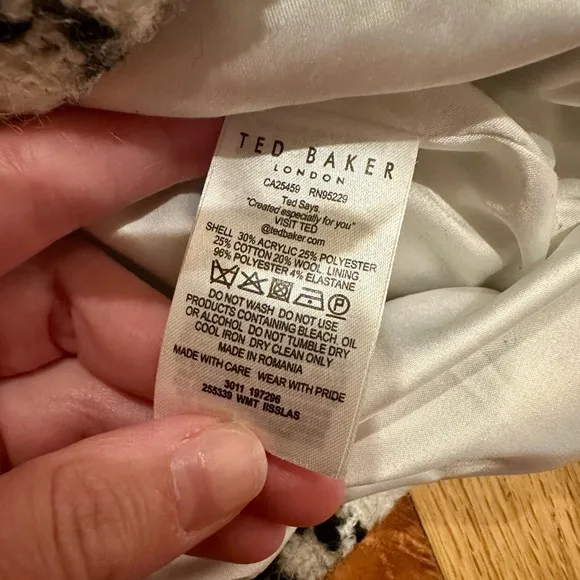 TED BAKER
LONDON
CA25459 RN95229
Ted Says
"Created especially for you"
VISIT TED
@tedbaker.com
SHELL 30% ACRYLIC 25% POLYESTER
25% COTTON 20% WOOL. LINING
96% POLYESTER 4% ELASTANE
P
DO NOT WASH DO NOT USE
PRODUCTS CONTAINING BLEACH, OIL
OR ALCOHOL. DO NOT TUMBLE DRY
COOL IRON DRY CLEAN ONLY
MADE IN ROMANIA
MADE WITH CARE WEAR WITH PRIDE
3011 197296
255339 WMT IISSLAS